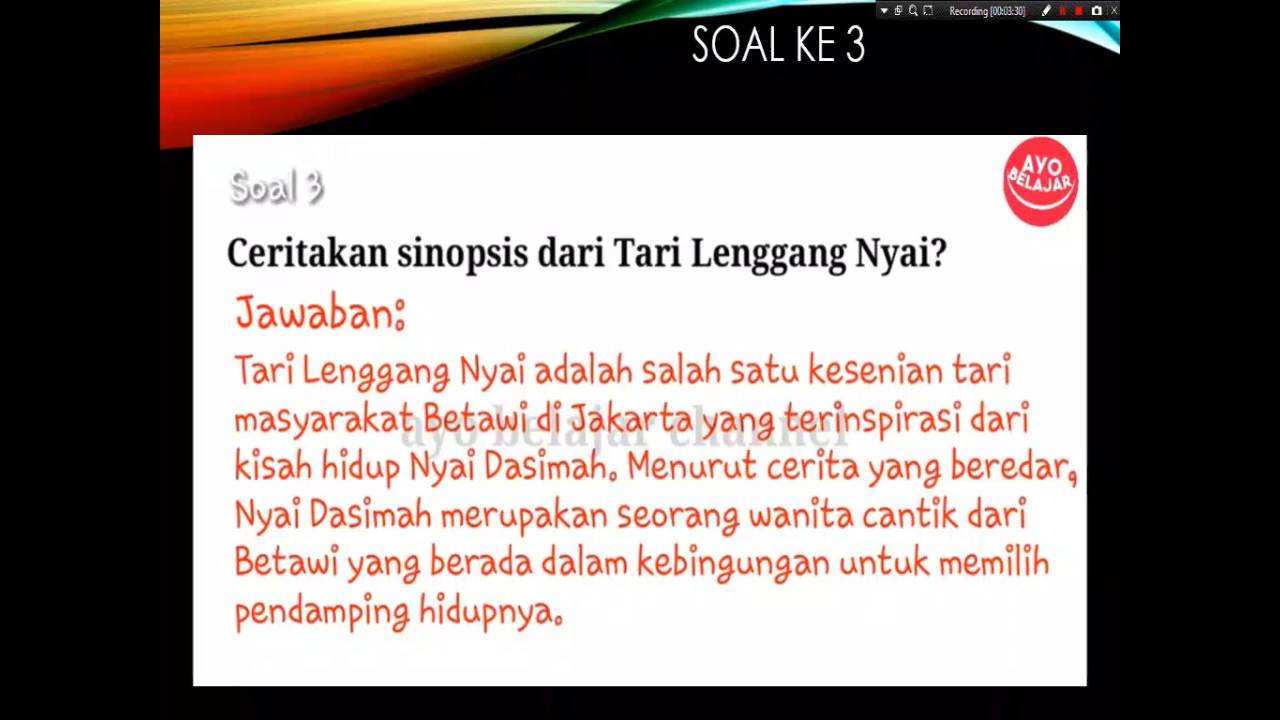 Recording [00:03:30]
SOAL KE 3
Soal 3
AYO
BELAJAR
Ceritakan sinopsis dari Tari Lenggang Nyai?
Jawaban:
Tari Lenggang Nyai adalah salah satu kesenian tari
masyarakat Betawi di Jakarta yang terinspirasi dari
ayo belajar channel
kisah hidup Nyai Dasimah. Menurut cerita yang beredar,
Nyai Dasimah merupakan seorang wanita cantik dari
Betawi yang berada dalam kebingungan untuk memilih
pendamping hidupnya.